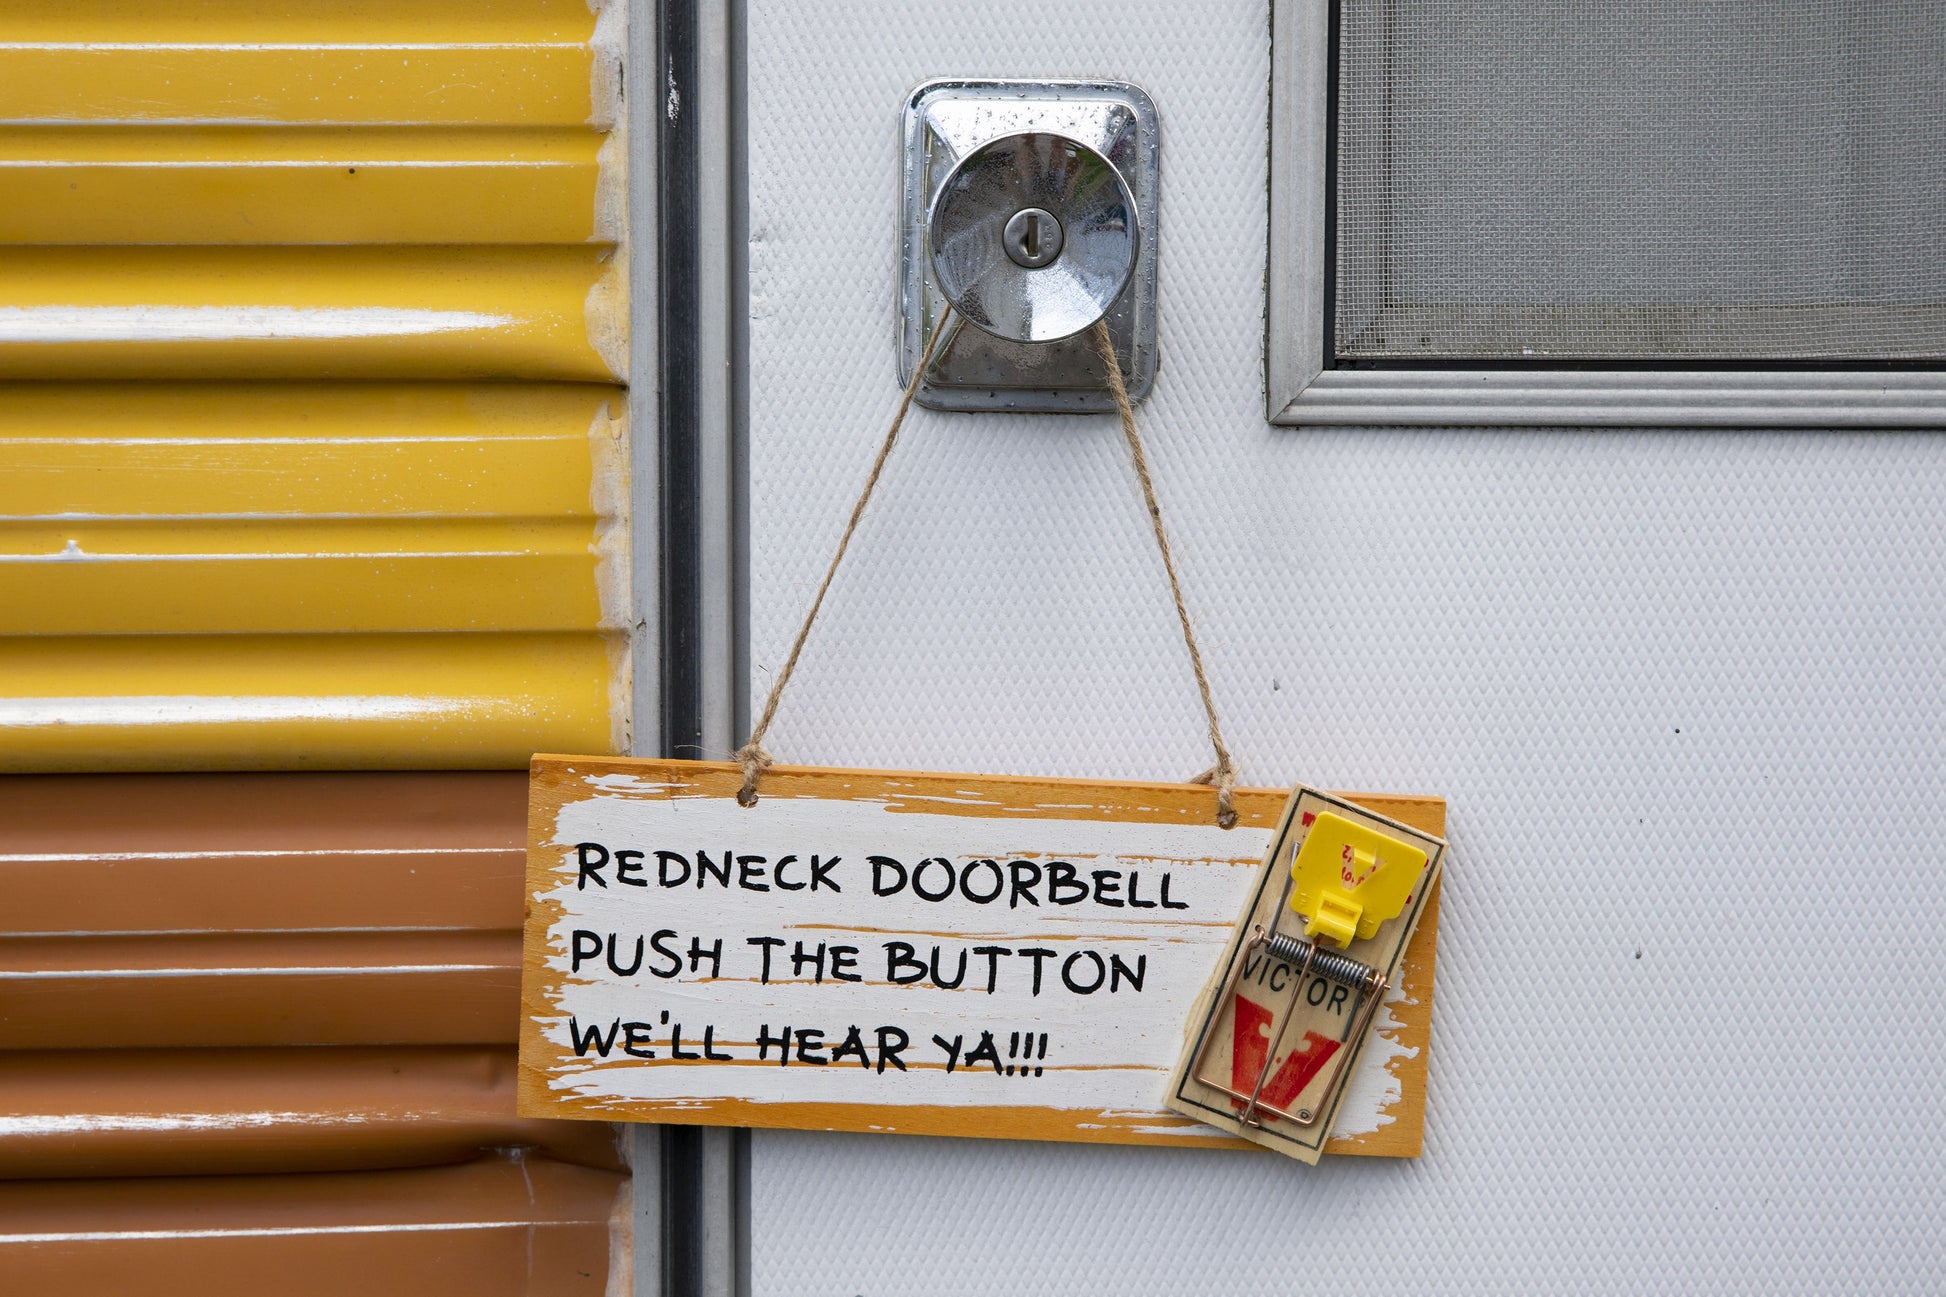 REDNECK DOORBELL
PUSH THE BUTTON
WE'LL HEAR YA!!!
VICTOR